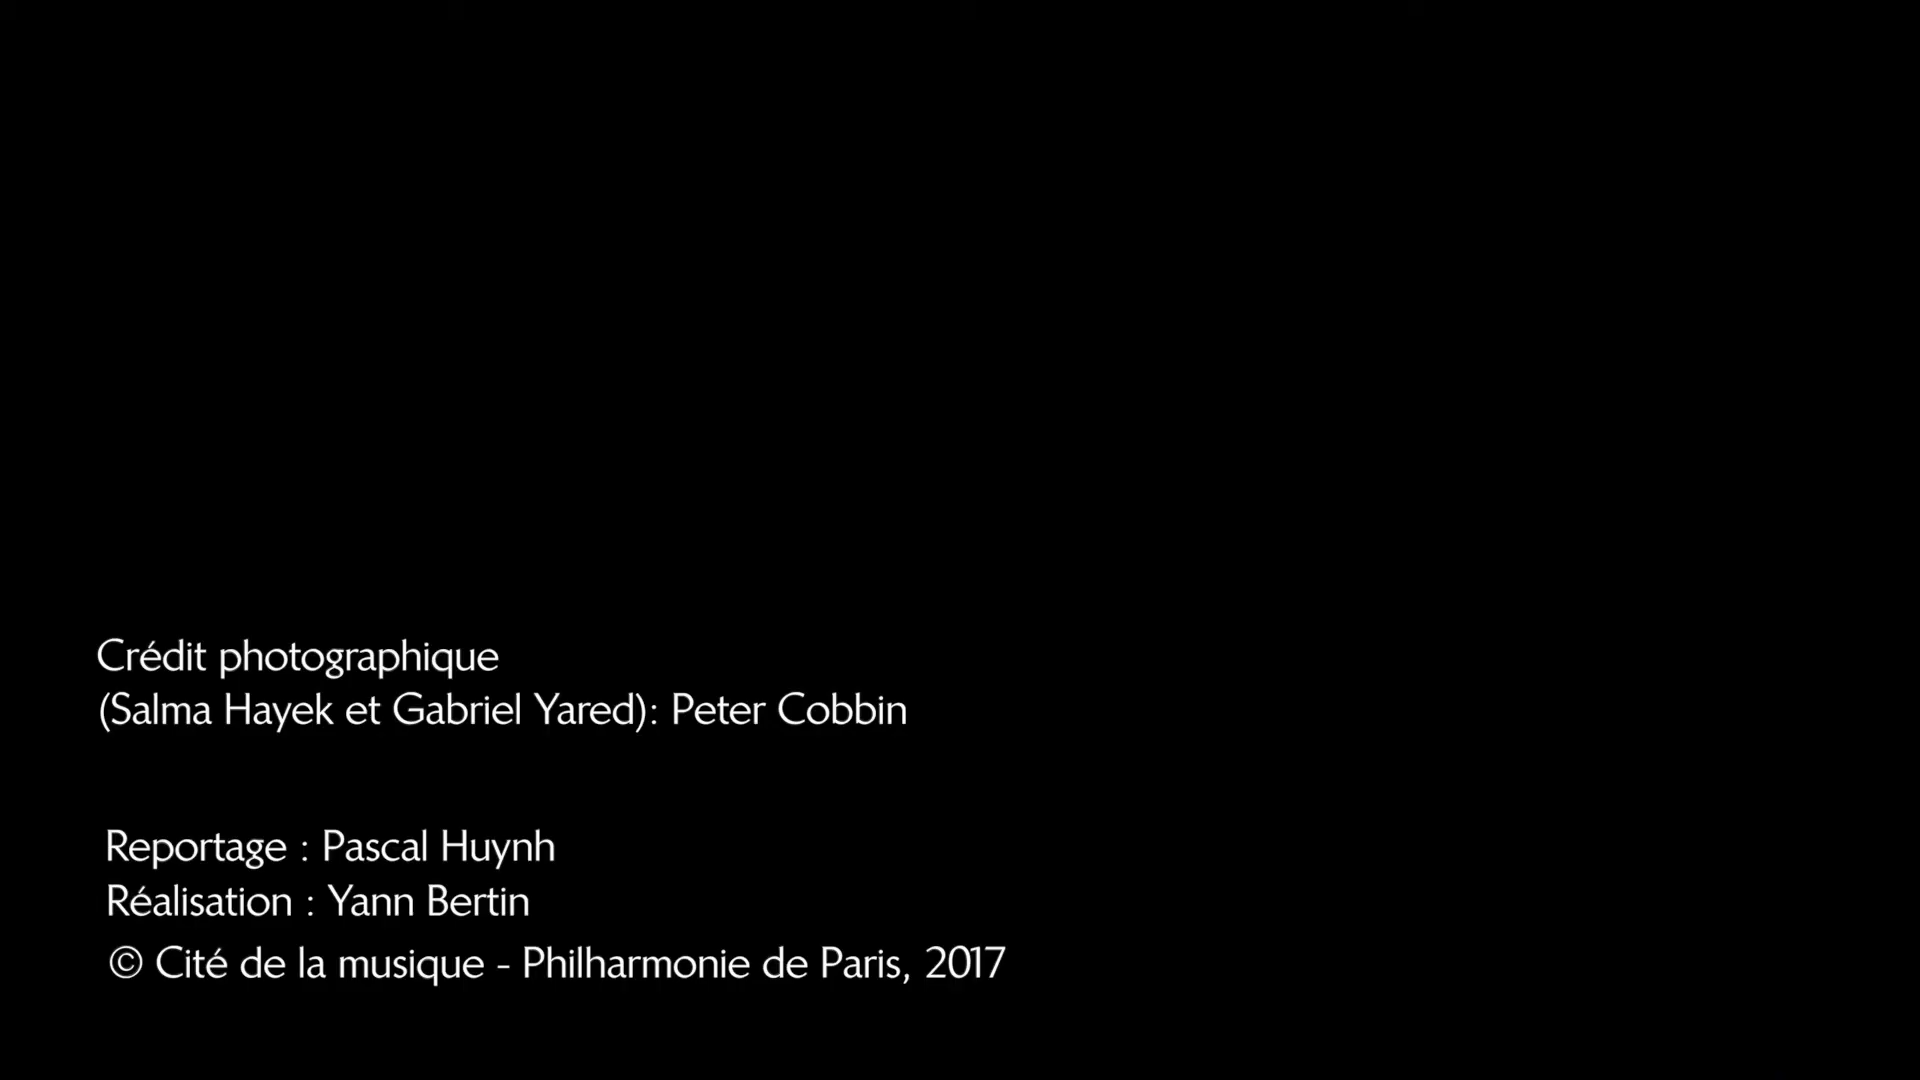 Crédit photographique
(Salma Hayek et Gabriel Yared): Peter Cobbin
Reportage : Pascal Huynh
Réalisation : Yann Bertin
© Cité de la musique - Philharmonie de Paris, 2017